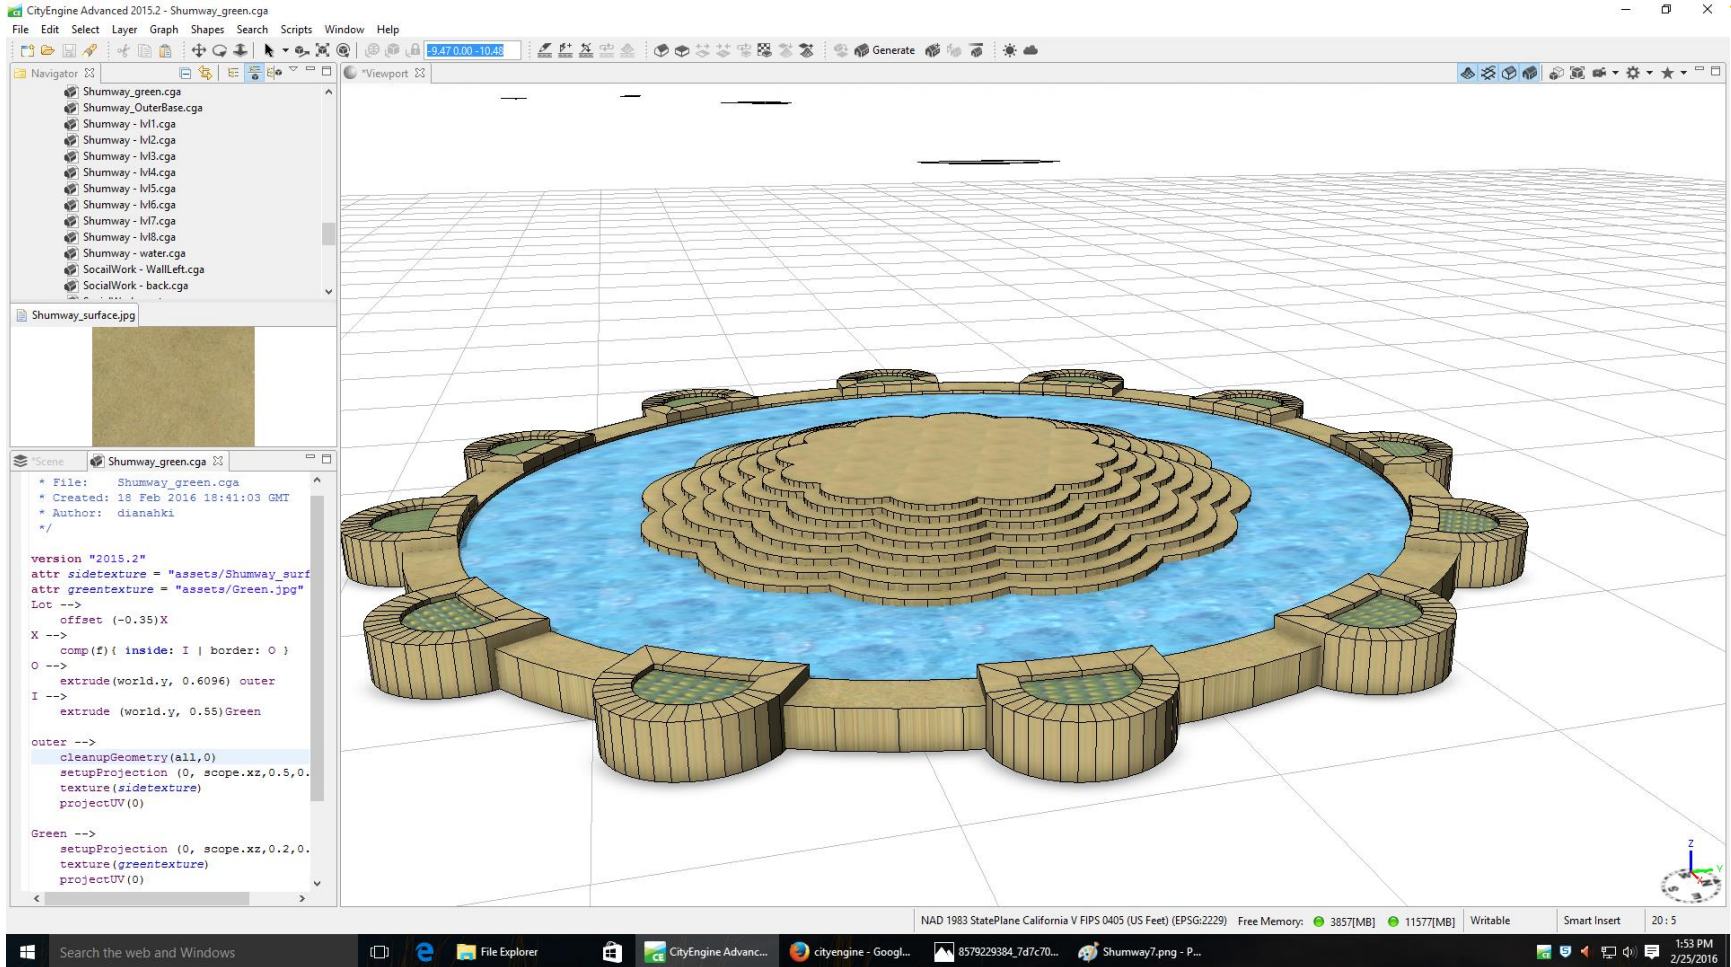 CityEngine Advanced 2015.2 - Shumway_green.cga
File Edit Select Layer Graph Shapes Search Scripts Window Help
-9.47 0.00 -10.48
Generate
Navigator
Shumway_green.cga
Shumway_OuterBase.cga
Shumway - lvl1.cga
Shumway - lvl2.cga
Shumway - lvl3.cga
Shumway - lvl4.cga
Shumway - lvl5.cga
Shumway - lvl6.cga
Shumway - lvl7.cga
Shumway - lvl8.cga
Shumway - water.cga
SocailWork - WallLeft.cga
SocialWork - back.cga
Shumway_surface.jpg
*Scene
Shumway_green.cga
* File: Shumway_green.cga
* Created: 18 Feb 2016 18:41:03 GMT
* Author: dianahki
*/
version "2015.2"
attr sidetexture = "assets/Shumway_surf
attr greentexture = "assets/Green.jpg"
Lot -->
offset (-0.35)X
X -->
comp(f){ inside: I | border: O }
O -->
extrude(world.y, 0.6096) outer
I -->
extrude (world.y, 0.55)Green
outer -->
cleanupGeometry(all,0)
setupProjection (0, scope.xz,0.5,0.
texture(sidetexture)
projectUV(0)
Green -->
setupProjection (0, scope.xz,0.2,0.
texture(greentexture)
projectUV(0)
*Viewport
Z
Y
NAD 1983 StatePlane California V FIPS 0405 (US Feet) (EPSG:2229) Free Memory: 3857[MB] 11577[MB] Writable Smart Insert 20 : 5
Search the web and Windows
File Explorer
CityEngine Advanc...
cityengine - Googl...
8579229384_7d7c70...
Shumway7.png - P...
1:53 PM
2/25/2016